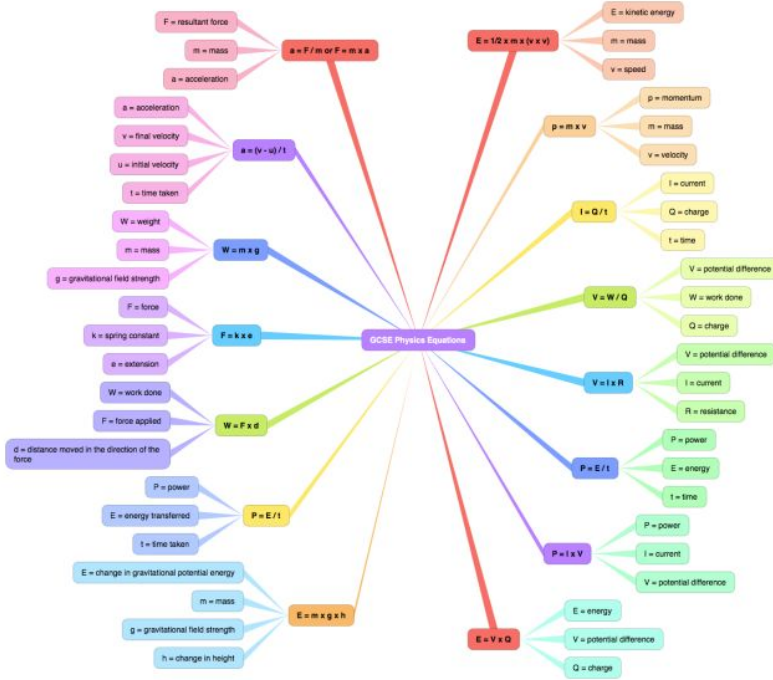 GCSE Physics Equations
a = F / m or F = m x a
F = resultant force
m = mass
a = acceleration
a = (v - u) / t
a = acceleration
v = final velocity
u = initial velocity
t = time taken
W = m x g
W = weight
m = mass
g = gravitational field strength
F = k x e
F = force
k = spring constant
e = extension
W = F x d
W = work done
F = force applied
d = distance moved in the direction of the
force
P = E / t
P = power
E = energy transferred
t = time taken
E = m x g x h
E = change in gravitational potential energy
m = mass
g = gravitational field strength
h = change in height
E = 1/2 x m x (v x v)
E = kinetic energy
m = mass
v = speed
p = m x v
p = momentum
m = mass
v = velocity
I = Q / t
I = current
Q = charge
t = time
V = W / Q
V = potential difference
W = work done
Q = charge
V = I x R
V = potential difference
I = current
R = resistance
P = E / t
P = power
E = energy
t = time
P = I x V
P = power
I = current
V = potential difference
E = V x Q
E = energy
V = potential difference
Q = charge